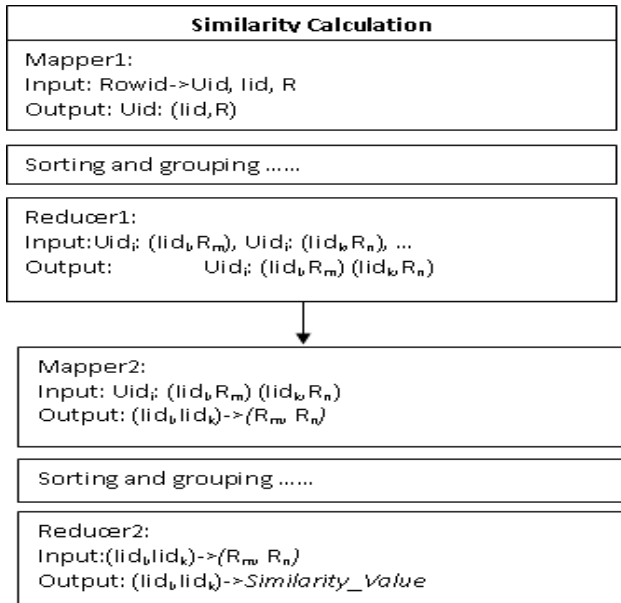 Similarity Calculation
Mapper1:
Input: Rowid->Uid, Iid, R
Output: Uid: (Iid,R)
Sorting and grouping ......
Reducer1:
Input:Uidᵢ: (Iidₗ,Rₘ), Uidᵢ: (Iidₖ,Rₙ), ...
Output: Uidᵢ: (Iidₗ,Rₘ) (Iidₖ,Rₙ)
Mapper2:
Input: Uidᵢ: (Iidₗ,Rₘ) (Iidₖ,Rₙ)
Output: (Iidₗ,Iidₖ)->(Rₘ, Rₙ)
Sorting and grouping ......
Reducer2:
Input:(Iidₗ,Iidₖ)->(Rₘ, Rₙ)
Output: (Iidₗ,Iidₖ)->Similarity_Value